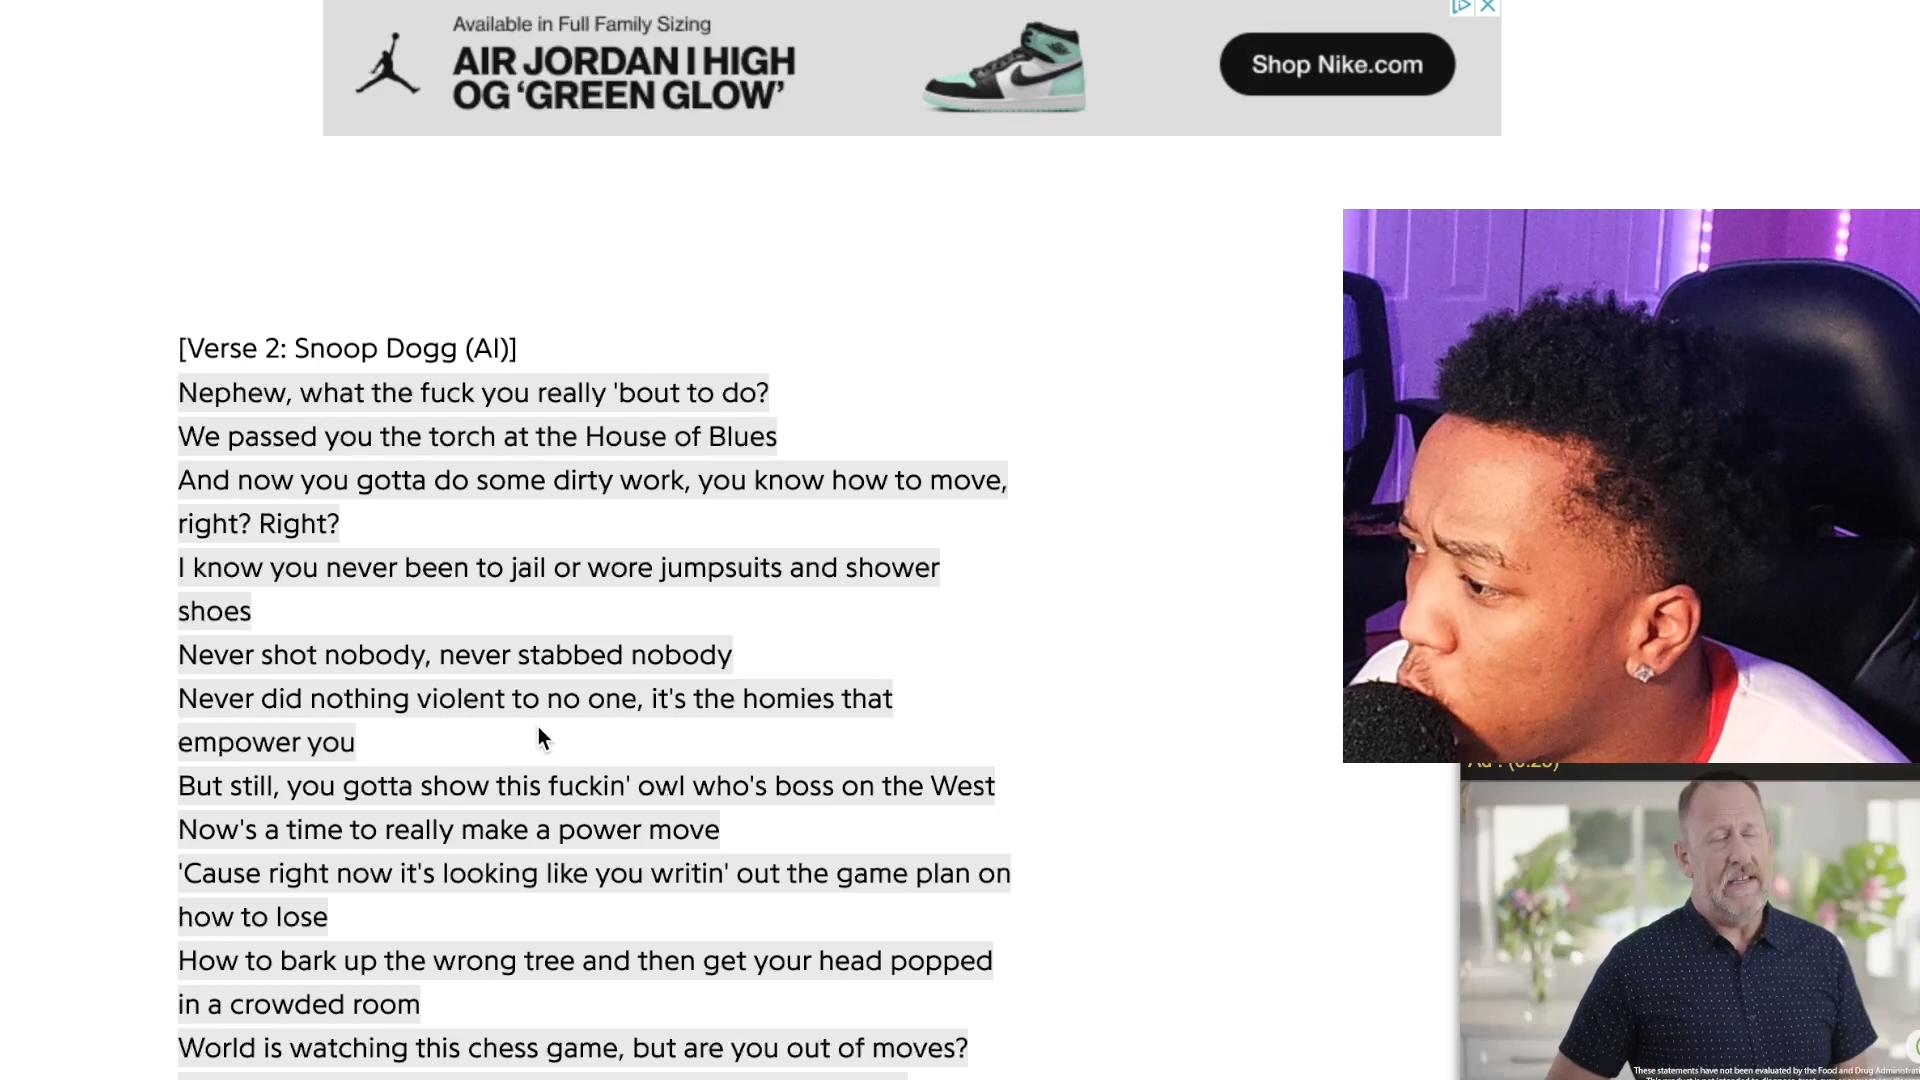 Available in Full Family Sizing
AIR JORDAN I HIGH
OG 'GREEN GLOW'
Shop Nike.com
[Verse 2: Snoop Dogg (AI)]
Nephew, what the fuck you really 'bout to do?
We passed you the torch at the House of Blues
And now you gotta do some dirty work, you know how to move,
right? Right?
I know you never been to jail or wore jumpsuits and shower
shoes
Never shot nobody, never stabbed nobody
Never did nothing violent to no one, it's the homies that
empower you
But still, you gotta show this fuckin' owl who's boss on the West
Now's a time to really make a power move
'Cause right now it's looking like you writin' out the game plan on
how to lose
How to bark up the wrong tree and then get your head popped
in a crowded room
World is watching this chess game, but are you out of moves?
These statements have not been evaluated by the Food and Drug